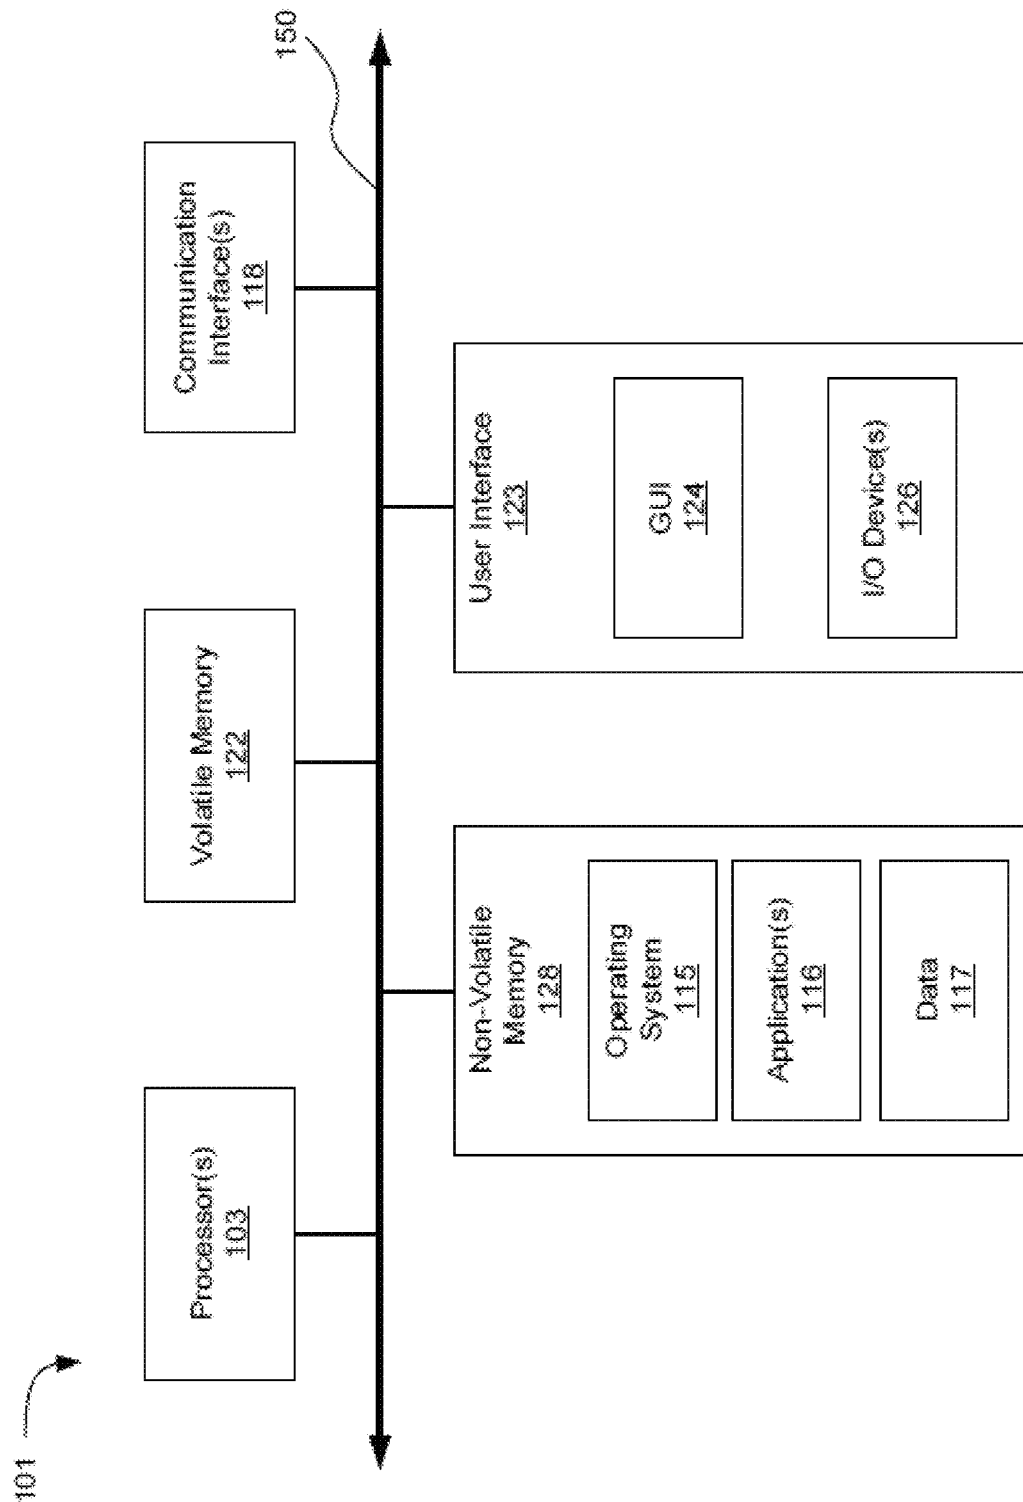 101
Processor(s)
103
Volatile Memory
122
Communication
Interface(s)
118
150
Non-Volatile
Memory
128
Operating
System
115
Application(s)
116
Data
117
User Interface
123
GUI
124
I/O Device(s)
126